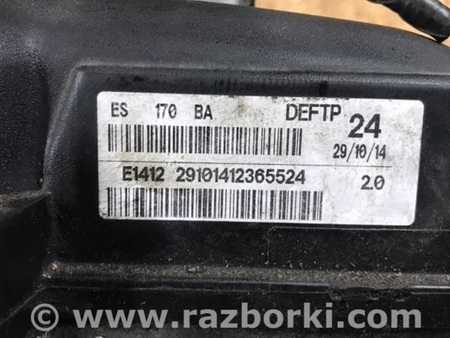 ES 170 BA DEFTP 24
29/10/14
E1412 29101412365524 2.0
www.razborki.com